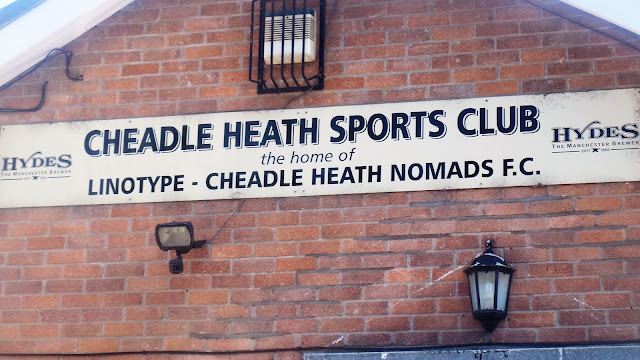 CHEADLE HEATH SPORTS CLUB
the home of
LINOTYPE - CHEADLE HEATH NOMADS F.C.
HYDES
THE MANCHESTER BREWER
HYDES
THE MANCHESTER BREWER